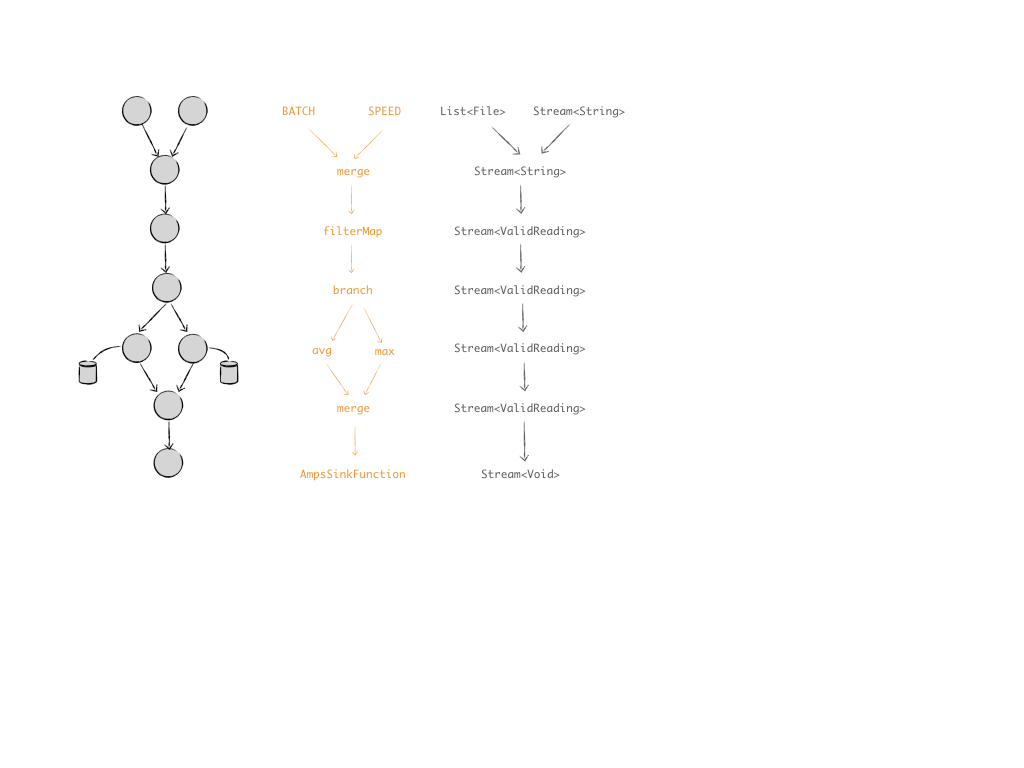 BATCH SPEED List<File> Stream<String>
merge Stream<String>
filterMap Stream<ValidReading>
branch Stream<ValidReading>
avg max Stream<ValidReading>
merge Stream<ValidReading>
AmpsSinkFunction Stream<Void>